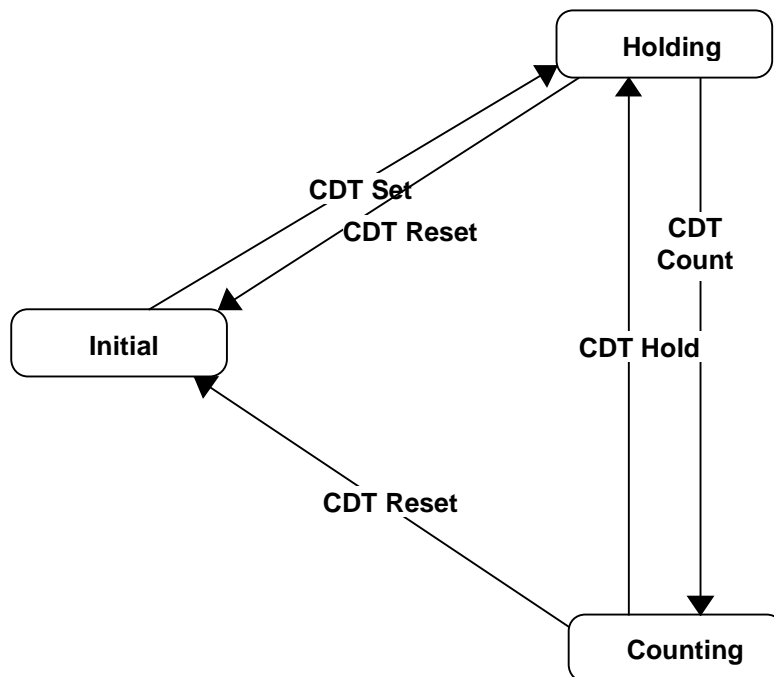 Holding
CDT Set
CDT Reset
CDT
Count
Initial
CDT Hold
CDT Reset
Counting